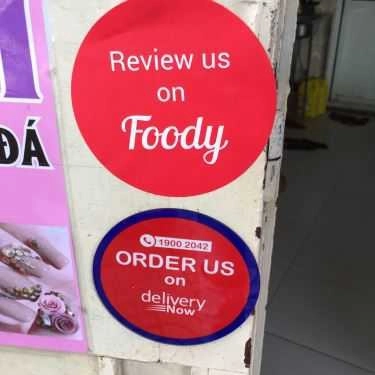 ĐÁ
Review us
on
Foody
1900 2042
ORDER US
on
delivery
Now